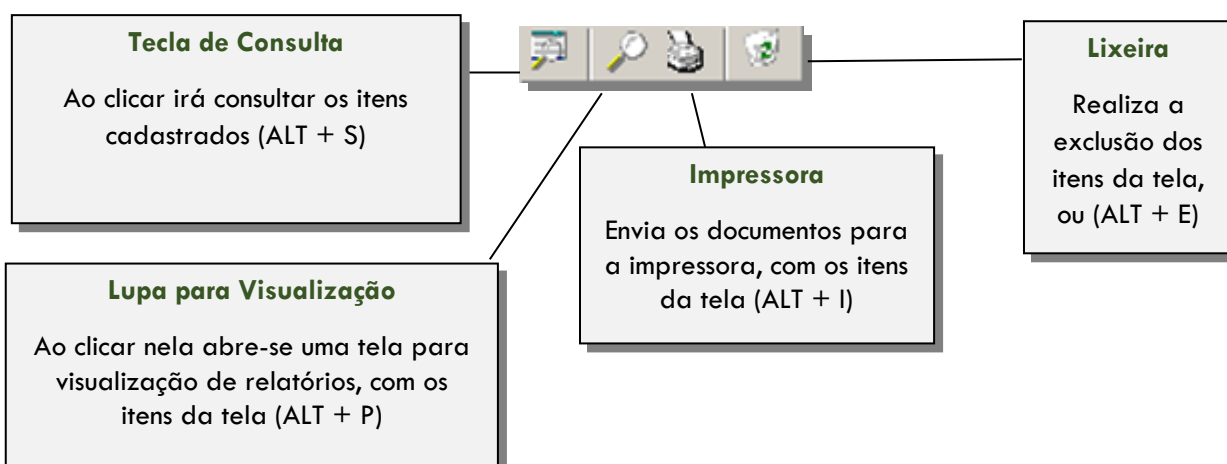 Tecla de Consulta
Ao clicar irá consultar os itens
cadastrados (ALT + S)
Lupa para Visualização
Ao clicar nela abre-se uma tela para
visualização de relatórios, com os
itens da tela (ALT + P)
Impressora
Envia os documentos para
a impressora, com os itens
da tela (ALT + I)
Lixeira
Realiza a
exclusão dos
itens da tela,
ou (ALT + E)